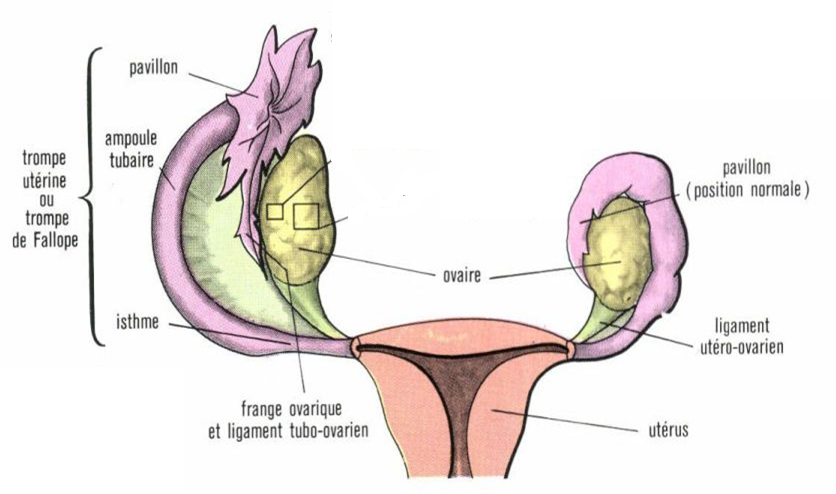 pavillon
ampoule
tubaire
trompe
utérine
ou
trompe
de Fallope
isthme
frange ovarique
et ligament tubo-ovarien
ovaire
pavillon
(position normale)
ligament
utéro-ovarien
utérus